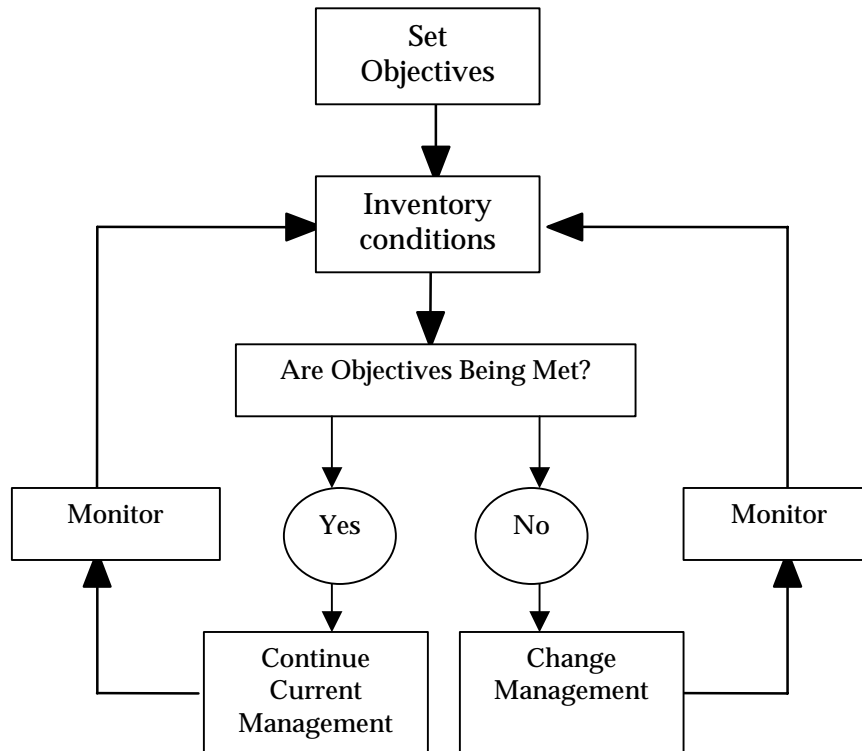 Set
Objectives
Inventory
conditions
Are Objectives Being Met?
Monitor
Yes
No
Monitor
Continue
Current
Management
Change
Management